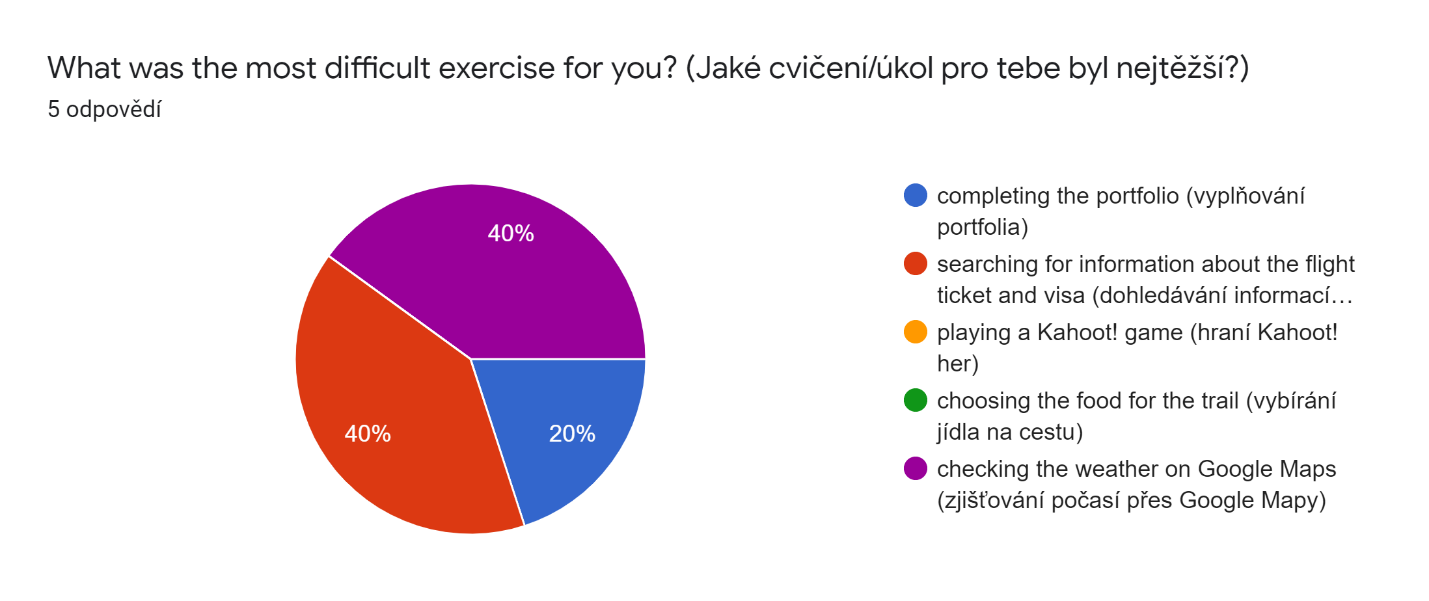 What was the most difficult exercise for you? (Jaké cvičení/úkol pro tebe byl nejtěžší?)
5 odpovědí
40%
40%
20%
completing the portfolio (vyplňování
portfolia)
searching for information about the flight
ticket and visa (dohledávání informací…
playing a Kahoot! game (hraní Kahoot!
her)
choosing the food for the trail (vybírání
jídla na cestu)
checking the weather on Google Maps
(zjišťování počasí přes Google Mapy)